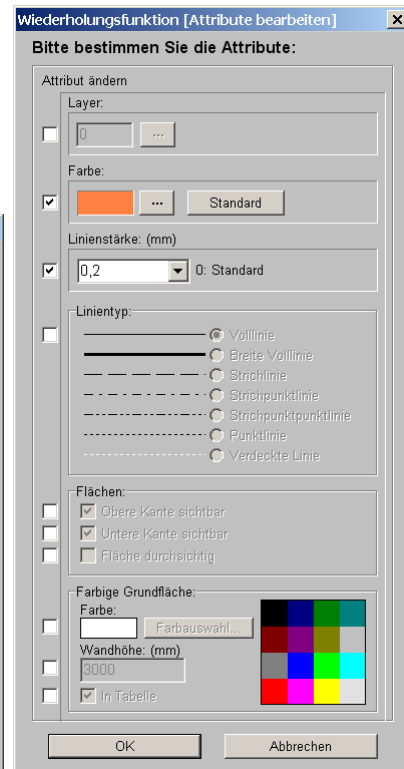 Wiederholungsfunktion [Attribute bearbeiten]
Bitte bestimmen Sie die Attribute:
Attribut ändern
Layer:
0 ...
Farbe:
... Standard
Linienstärke: (mm)
0,2 0: Standard
Linientyp:
Volllinie
Breite Volllinie
Strichlinie
Strichpunktlinie
Strichpunktpunktlinie
Punktlinie
Verdeckte Linie
Flächen:
Obere Kante sichtbar
Untere Kante sichtbar
Fläche durchsichtig
Farbige Grundfläche:
Farbe:
Farbauswahl...
Wandhöhe: (mm)
3000
In Tabelle
OK Abbrechen